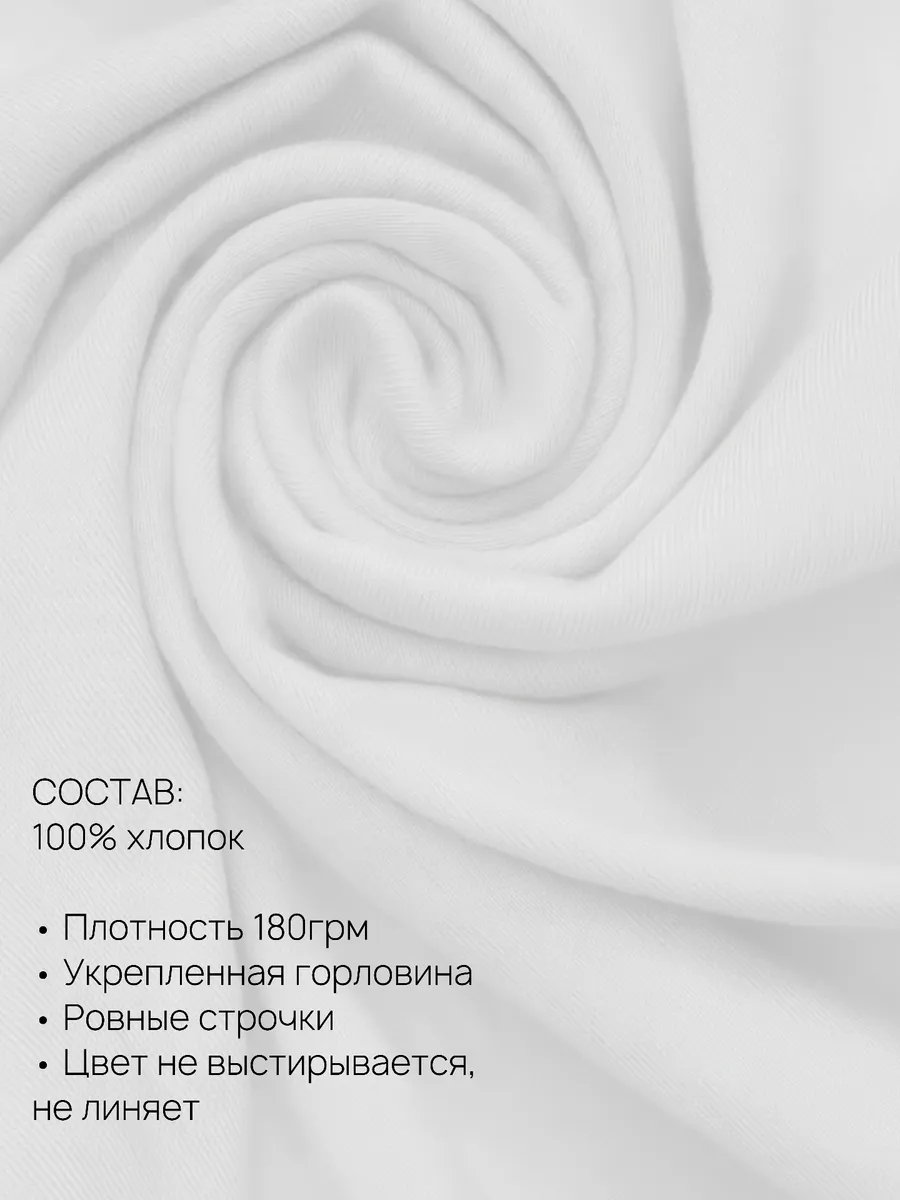 СОСТАВ:
100% хлопок
• Плотность 180грм
• Укрепленная горловина
• Ровные строчки
• Цвет не выстирывается,
не линяет